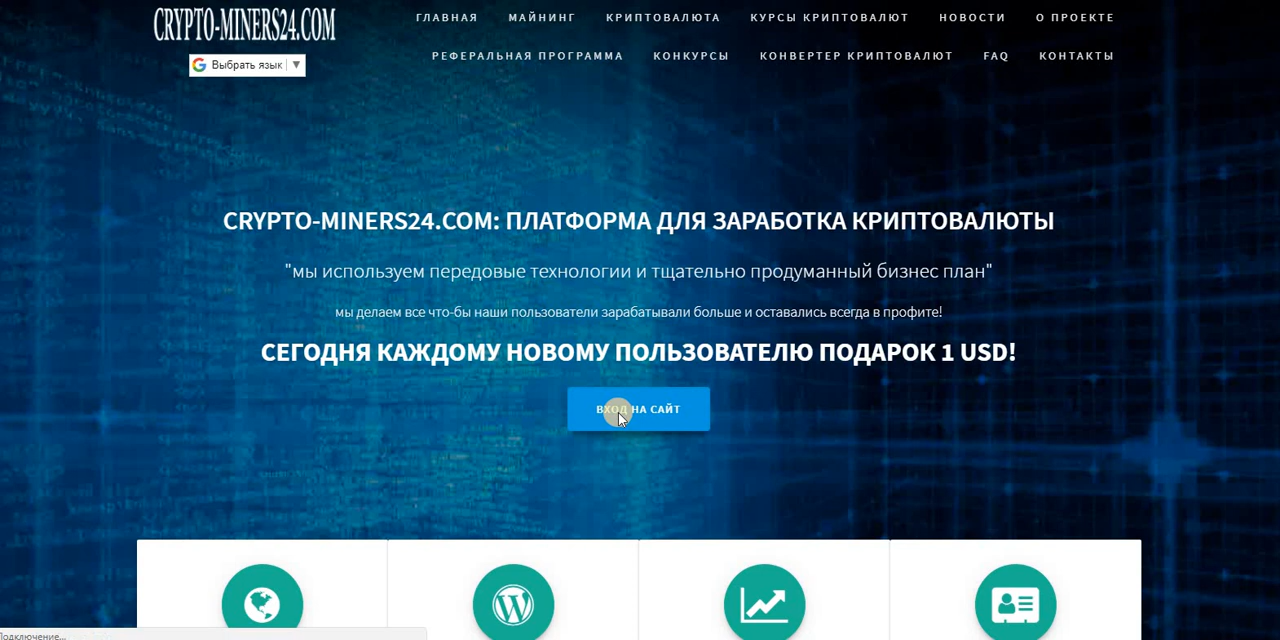 CRYPTO-MINERS24.COM
Выбрать язык ▼
ГЛАВНАЯ МАЙНИНГ КРИПТОВАЛЮТА КУРСЫ КРИПТОВАЛЮТ НОВОСТИ О ПРОЕКТЕ
РЕФЕРАЛЬНАЯ ПРОГРАММА КОНКУРСЫ КОНВЕРТЕР КРИПТОВАЛЮТ FAQ КОНТАКТЫ
CRYPTO-MINERS24.COM: ПЛАТФОРМА ДЛЯ ЗАРАБОТКА КРИПТОВАЛЮТЫ
"мы используем передовые технологии и тщательно продуманный бизнес план"
мы делаем все что-бы наши пользователи зарабатывали больше и оставались всегда в профите!
СЕГОДНЯ КАЖДОМУ НОВОМУ ПОЛЬЗОВАТЕЛЮ ПОДАРОК 1 USD!
ВХОД НА САЙТ
Подключение...